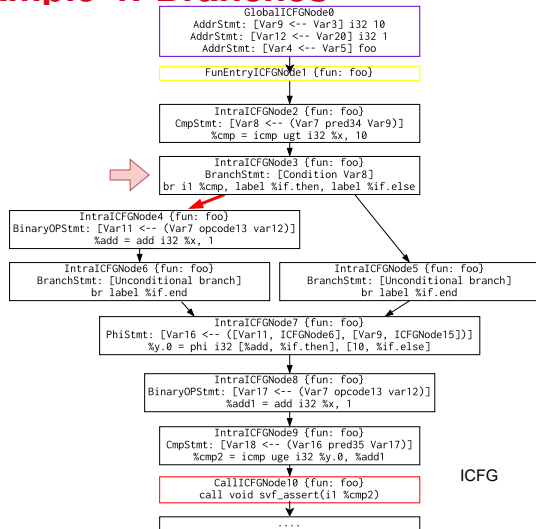 GlobalICFGNode0
AddrStmt: [Var9 <-- Var3] i32 10
AddrStmt: [Var12 <-- Var20] i32 1
AddrStmt: [Var4 <-- Var5] foo
FunEntryICFGNode1 {fun: foo}
IntraICFGNode2 {fun: foo}
CmpStmt: [Var8 <-- (Var7 pred34 Var9)]
%cmp = icmp ugt i32 %x, 10
IntraICFGNode3 {fun: foo}
BranchStmt: [Condition Var8]
br i1 %cmp, label %if.then, label %if.else
IntraICFGNode4 {fun: foo}
BinaryOPStmt: [Var11 <-- (Var7 opcode13 var12)]
%add = add i32 %x, 1
IntraICFGNode6 {fun: foo}
BranchStmt: [Unconditional branch]
br label %if.end
IntraICFGNode5 {fun: foo}
BranchStmt: [Unconditional branch]
br label %if.end
IntraICFGNode7 {fun: foo}
PhiStmt: [Var16 <-- ([Var11, ICFGNode6], [Var9, ICFGNode15])]
%y.0 = phi i32 [%add, %if.then], [10, %if.else]
IntraICFGNode8 {fun: foo}
BinaryOPStmt: [Var17 <-- (Var7 opcode13 var12)]
%add1 = add i32 %x, 1
IntraICFGNode9 {fun: foo}
CmpStmt: [Var18 <-- (Var16 pred35 Var17)]
%cmp2 = icmp uge i32 %y.0, %add1
ICFG
CallICFGNode10 {fun: foo}
call void svf_assert(i1 %cmp2)
....